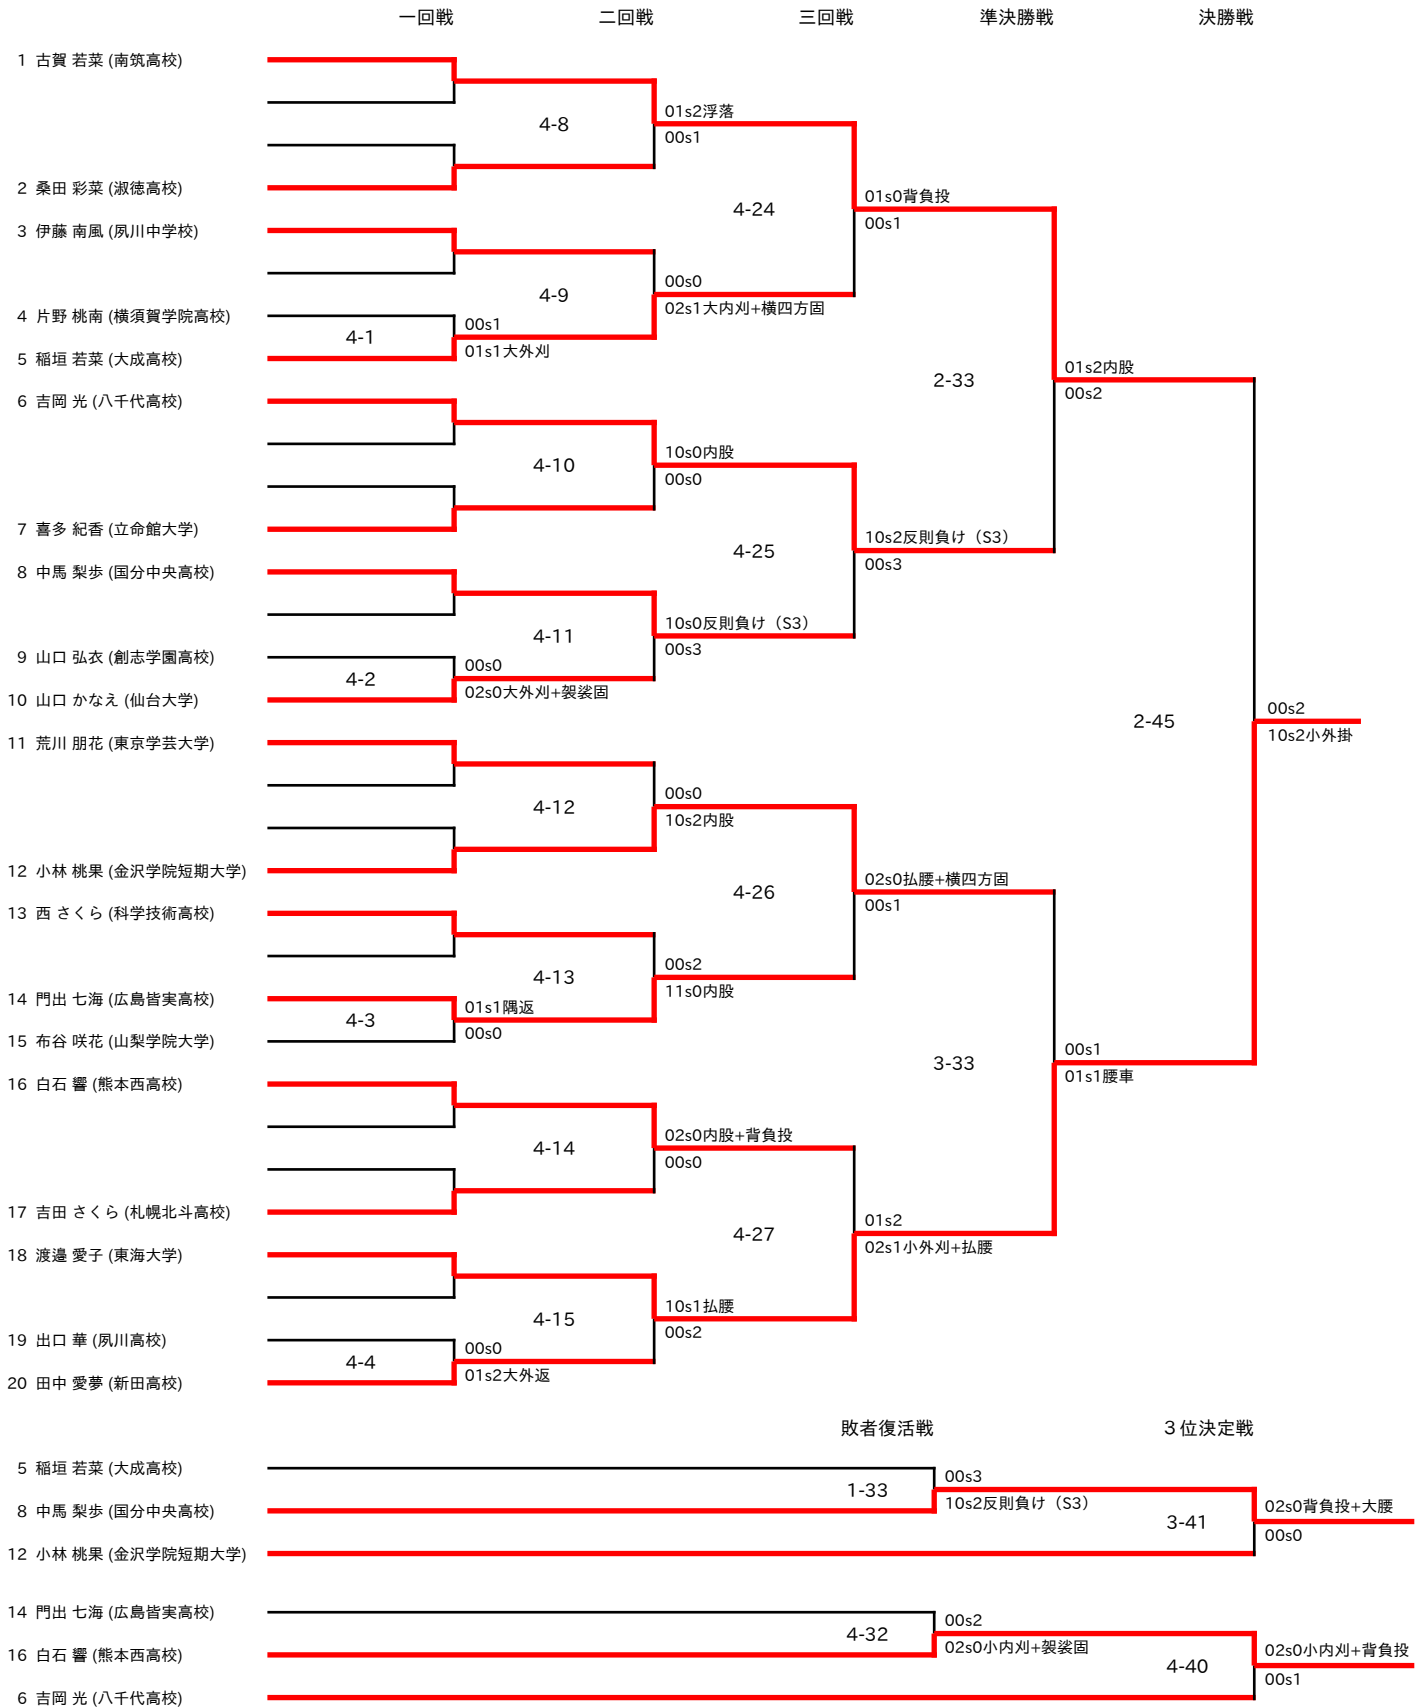 一回戦 二回戦 三回戦 準決勝戦 決勝戦
1 古賀 若菜 (南筑高校)
4-8
01s2浮落
00s1
2 桑田 彩菜 (淑徳高校)
4-24
01s0背負投
00s1
3 伊藤 南風 (夙川中学校)
4-9
00s0
02s1大内刈+横四方固
4 片野 桃南 (横須賀学院高校)
4-1
00s1
01s1大外刈
5 稲垣 若菜 (大成高校)
2-33
01s2内股
00s2
6 吉岡 光 (八千代高校)
4-10
10s0内股
00s0
7 喜多 紀香 (立命館大学)
4-25
10s2反則負け（S3）
00s3
8 中馬 梨歩 (国分中央高校)
4-11
10s0反則負け（S3）
00s3
9 山口 弘衣 (創志学園高校)
4-2
00s0
02s0大外刈+袈裟固
10 山口 かなえ (仙台大学)
2-45
00s2
10s2小外掛
11 荒川 朋花 (東京学芸大学)
4-12
00s0
10s2内股
12 小林 桃果 (金沢学院短期大学)
4-26
02s0払腰+横四方固
00s1
13 西 さくら (科学技術高校)
4-13
00s2
11s0内股
14 門出 七海 (広島皆実高校)
4-3
01s1隅返
00s0
15 布谷 咲花 (山梨学院大学)
3-33
00s1
01s1腰車
16 白石 響 (熊本西高校)
4-14
02s0内股+背負投
00s0
17 吉田 さくら (札幌北斗高校)
4-27
01s2
02s1小外刈+払腰
18 渡邉 愛子 (東海大学)
4-15
10s1払腰
00s2
19 出口 華 (夙川高校)
4-4
00s0
01s2大外返
20 田中 愛夢 (新田高校)
敗者復活戦 ３位決定戦
5 稲垣 若菜 (大成高校)
1-33
00s3
10s2反則負け（S3）
8 中馬 梨歩 (国分中央高校)
3-41
02s0背負投+大腰
00s0
12 小林 桃果 (金沢学院短期大学)
14 門出 七海 (広島皆実高校)
4-32
00s2
02s0小内刈+袈裟固
16 白石 響 (熊本西高校)
4-40
02s0小内刈+背負投
00s1
6 吉岡 光 (八千代高校)